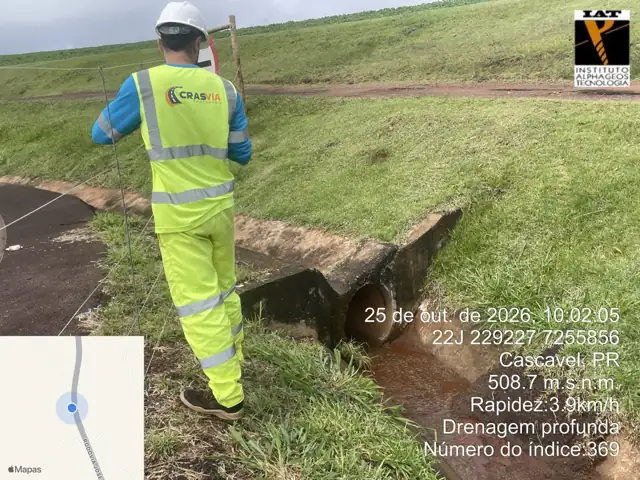 IAT
INSTITUTO
ALPHAGEOS
TECNOLOGIA
CRASVIA
25 de out. de 2026, 10:02:05
22J 229227 7255856
Cascavel, PR
508.7 m.s.n.m.
Rapidez:3.9km/h
Drenagem profunda
Número do índice:369
Mapas